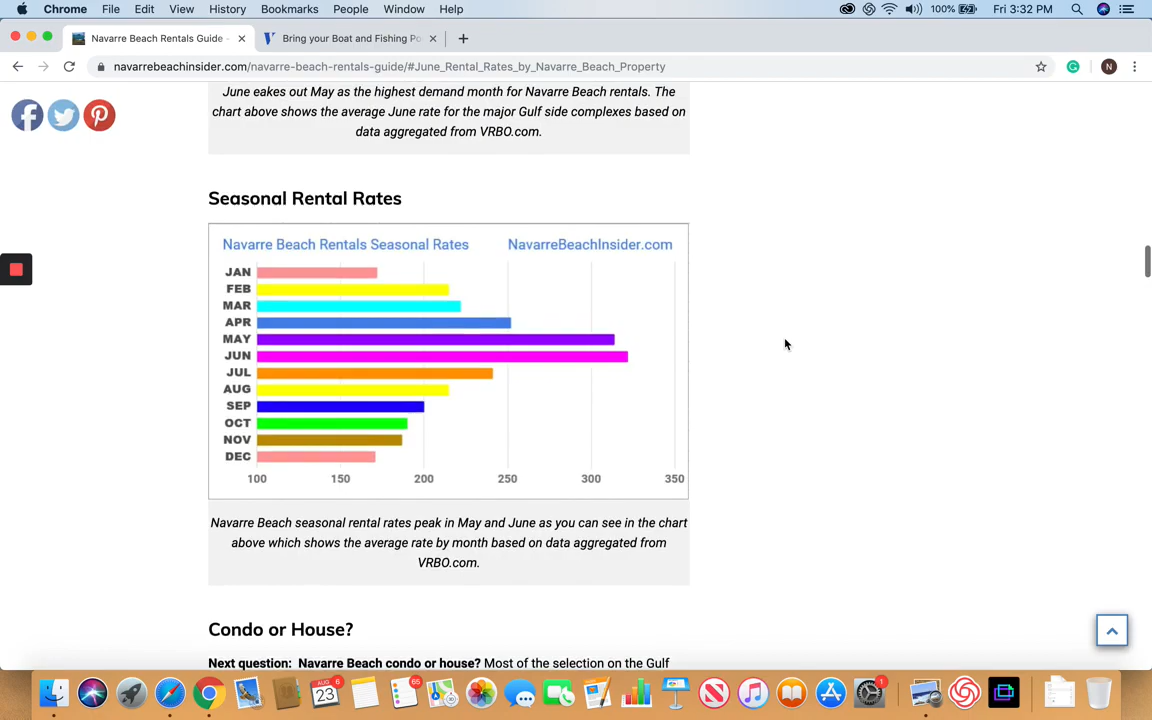 Chrome File Edit View History Bookmarks People Window Help 100% Fri 3:32 PM
Navarre Beach Rentals Guide - Bring your Boat and Fishing Po
navarrebeachinsider.com/navarre-beach-rentals-guide/#June_Rental_Rates_by_Navarre_Beach_Property N
June eakes out May as the highest demand month for Navarre Beach rentals. The
chart above shows the average June rate for the major Gulf side complexes based on
data aggregated from VRBO.com.
Seasonal Rental Rates
Navarre Beach Rentals Seasonal Rates NavarreBeachInsider.com
JAN
FEB
MAR
APR
MAY
JUN
JUL
AUG
SEP
OCT
NOV
DEC
100 150 200 250 300 350
Navarre Beach seasonal rental rates peak in May and June as you can see in the chart
above which shows the average rate by month based on data aggregated from
VRBO.com.
Condo or House?
Next question: Navarre Beach condo or house? Most of the selection on the Gulf
AUG 6 65 1
23